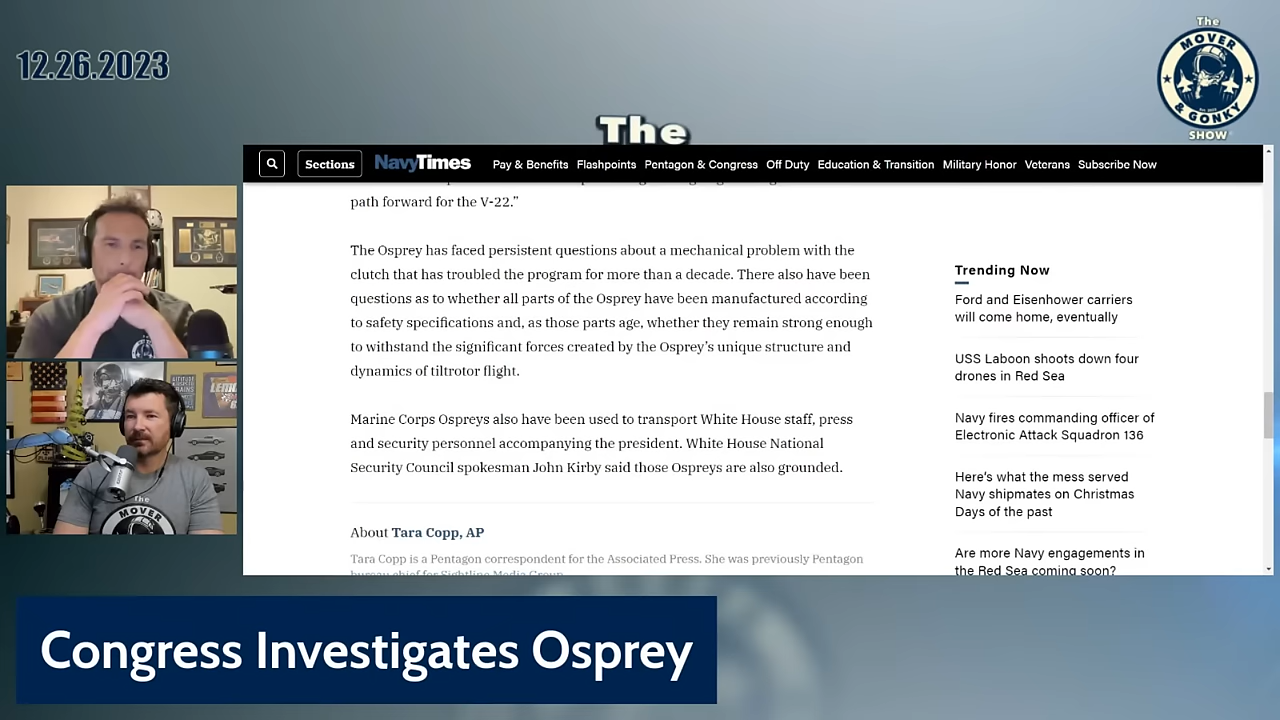 12.26.2023
The
MOVER
& GONKY
SHOW
The
Sections
NavyTimes
Pay & Benefits
Flashpoints
Pentagon & Congress
Off Duty
Education & Transition
Military Honor
Veterans
Subscribe Now
path forward for the V-22.”
The Osprey has faced persistent questions about a mechanical problem with the
clutch that has troubled the program for more than a decade. There also have been
questions as to whether all parts of the Osprey have been manufactured according
to safety specifications and, as those parts age, whether they remain strong enough
to withstand the significant forces created by the Osprey’s unique structure and
dynamics of tiltrotor flight.
Marine Corps Ospreys also have been used to transport White House staff, press
and security personnel accompanying the president. White House National
Security Council spokesman John Kirby said those Ospreys are also grounded.
About Tara Copp, AP
Tara Copp is a Pentagon correspondent for the Associated Press. She was previously Pentagon
bureau chief for Sightline Media Group.
Trending Now
Ford and Eisenhower carriers
will come home, eventually
USS Laboon shoots down four
drones in Red Sea
Navy fires commanding officer of
Electronic Attack Squadron 136
Here’s what the mess served
Navy shipmates on Christmas
Days of the past
Are more Navy engagements in
the Red Sea coming soon?
The
MOVER
Congress Investigates Osprey